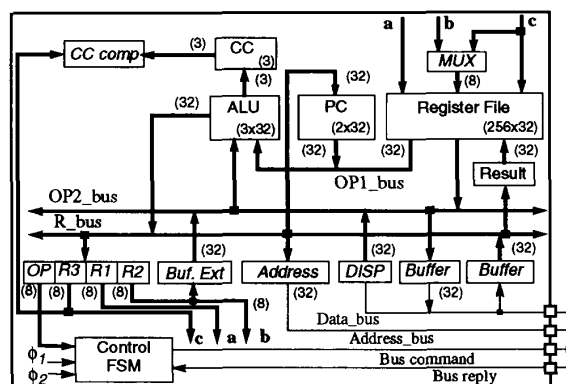 a b c
(3) CC
CC comp (3) MUX
(3) (32) (8)
(32) ALU PC Register File
(3x32) (2x32) (256x32)
(32) (32) (32) (32)
OP1_bus Result
OP2_bus
R_bus
(32) (32) (32)
OP R3 R1 R2 Buf. Ext Address DISP Buffer Buffer
(8) (8) (8) (8) (8) (32) (32)
c a b Data_bus
Address_bus
ϕ1 Control Bus command
ϕ2 FSM Bus reply